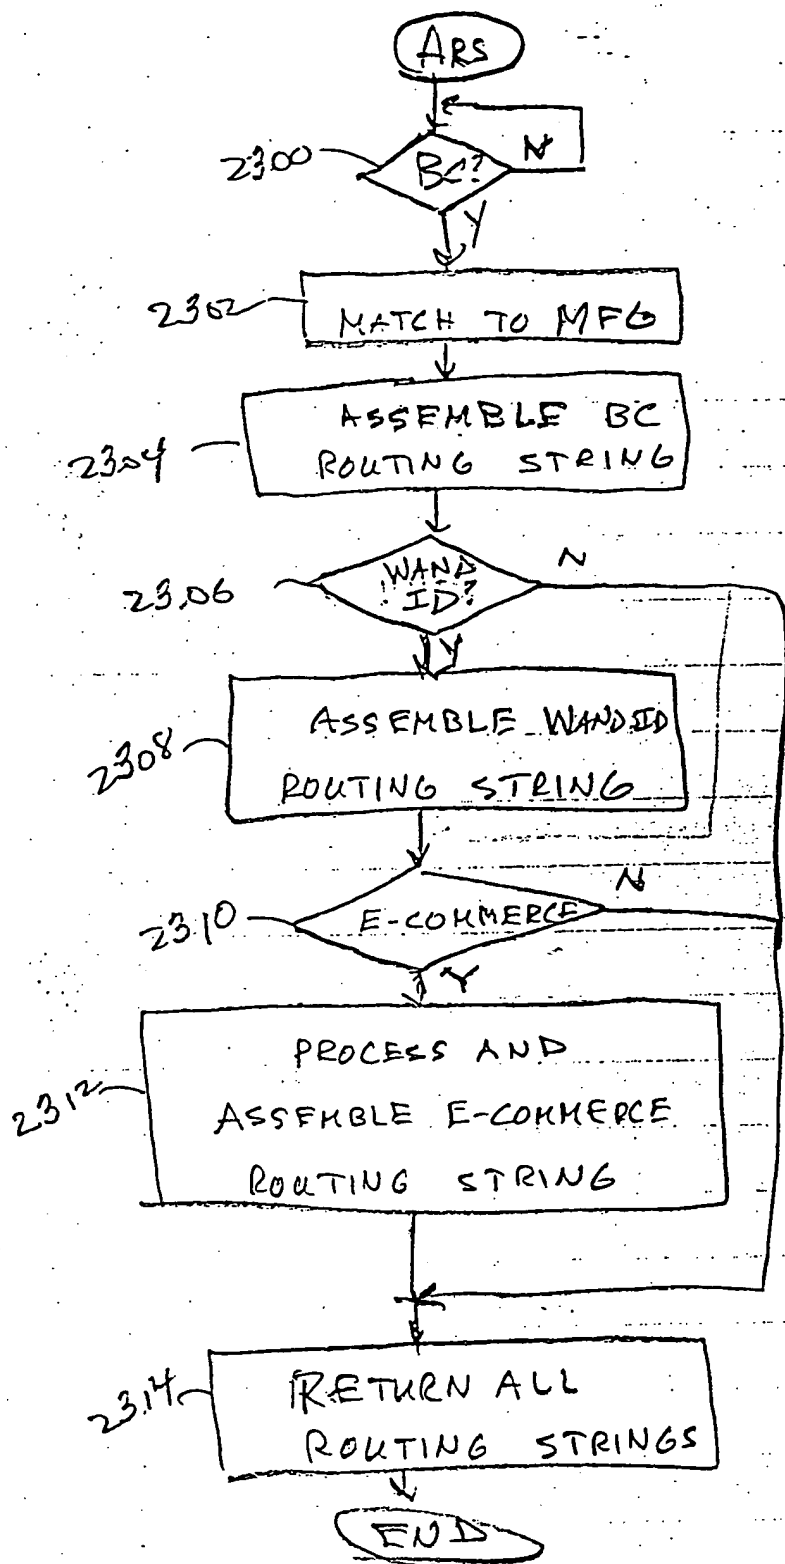 ARS
2300
BC?
N
Y
2302
MATCH TO MFG
2304
ASSEMBLE BC
ROUTING STRING
2306
WAND
ID?
N
Y
2308
ASSEMBLE WAND ID
ROUTING STRING
2310
E-COMMERCE
N
Y
2312
PROCESS AND
ASSEMBLE E-COMMERCE
ROUTING STRING
2314
RETURN ALL
ROUTING STRINGS
END